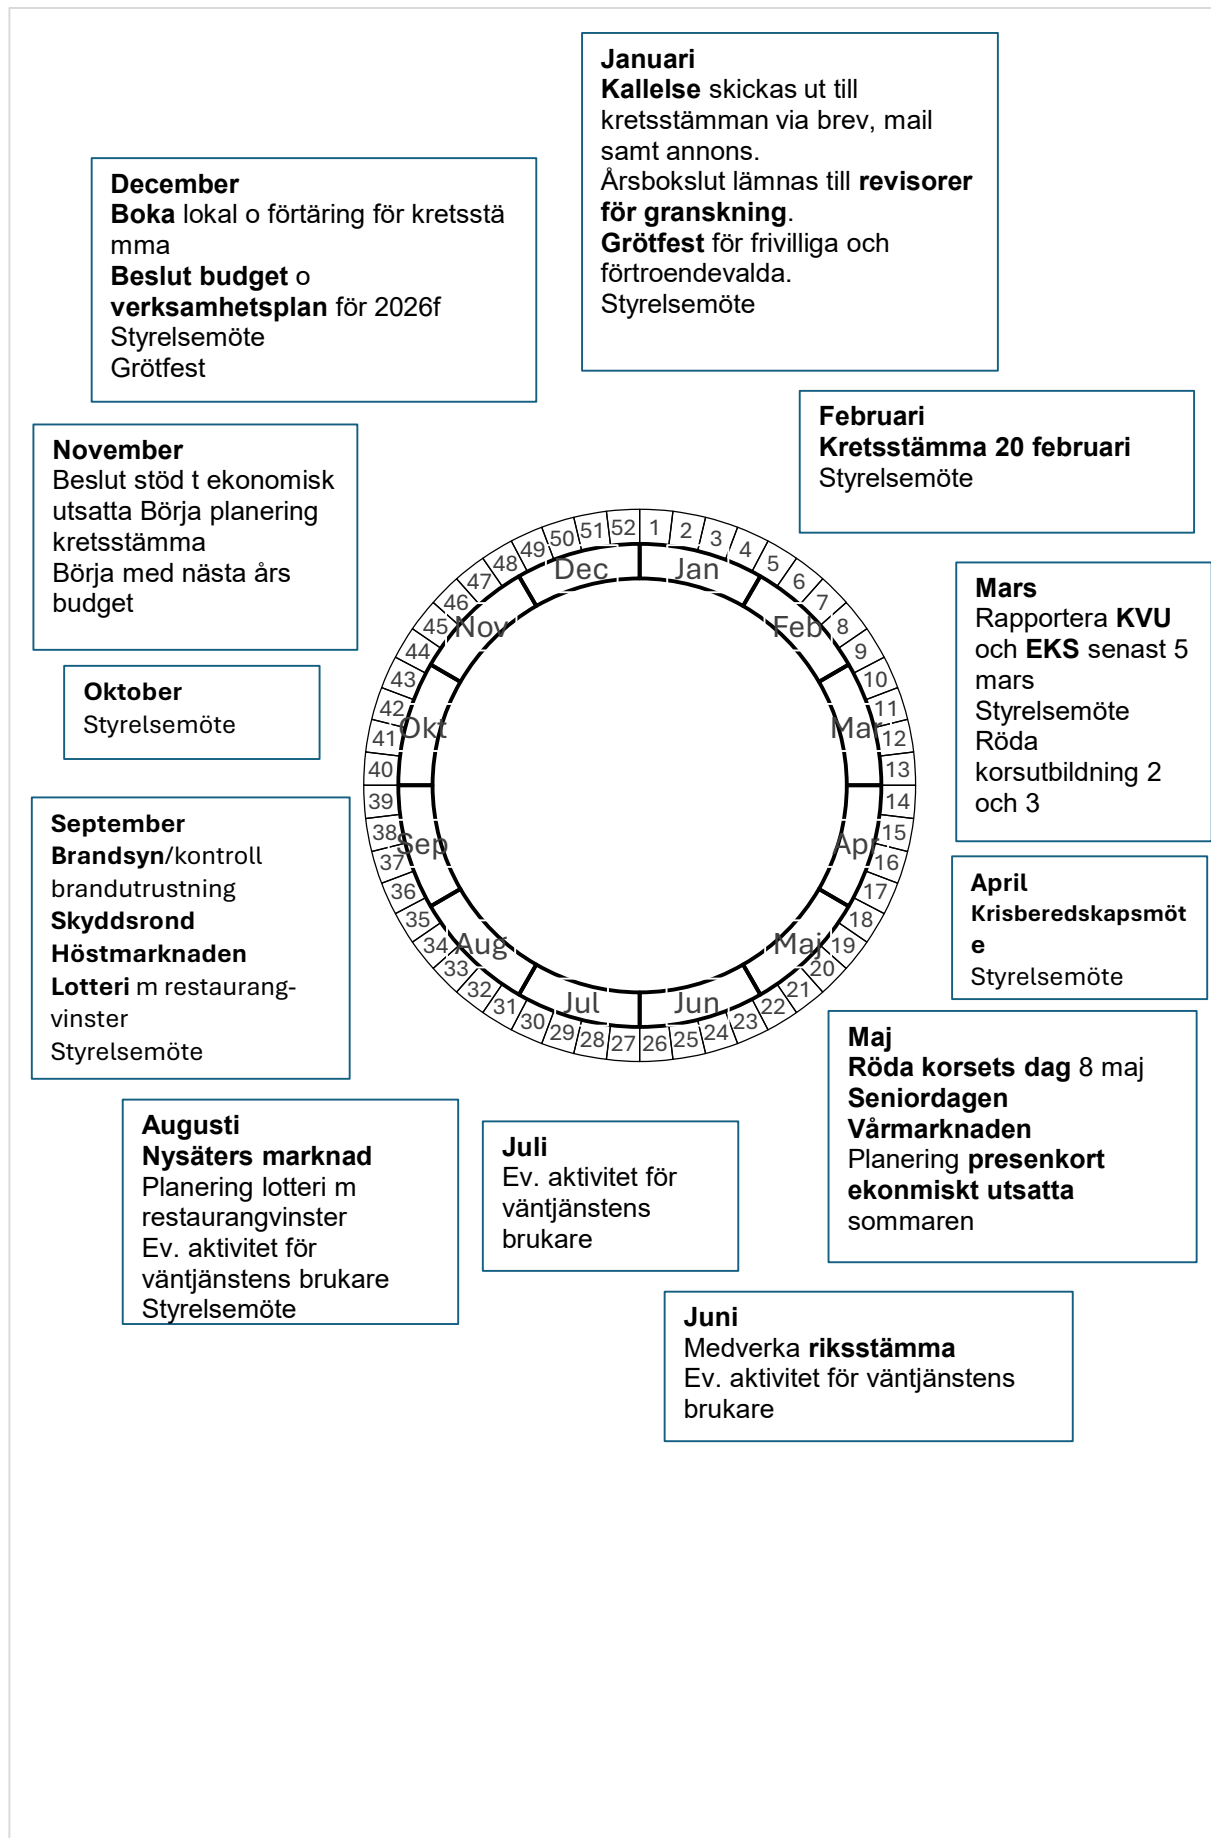 Januari
Kallelse skickas ut till
kretsstämman via brev, mail
samt annons.
Årsbokslut lämnas till revisorer
för granskning.
Grötfest för frivilliga och
förtroendevalda.
Styrelsemöte
December
Boka lokal o förtäring för kretsstä
mma
Beslut budget o
verksamhetsplan för 2026f
Styrelsemöte
Grötfest
Februari
Kretsstämma 20 februari
Styrelsemöte
November
Beslut stöd t ekonomisk
utsatta Börja planering
kretsstämma
Börja med nästa års
budget
Mars
Rapportera KVU
och EKS senast 5
mars
Styrelsemöte
Röda
korsutbildning 2
och 3
Oktober
Styrelsemöte
September
Brandsyn/kontroll
brandutrustning
Skyddsrond
Höstmarknaden
Lotteri m restaurang-
vinster
Styrelsemöte
April
Krisberedskapsmöt
e
Styrelsemöte
Maj
Röda korsets dag 8 maj
Seniordagen
Vårmarknaden
Planering presenkort
ekonmiskt utsatta
sommaren
Augusti
Nysäters marknad
Planering lotteri m
restaurangvinster
Ev. aktivitet för
väntjänstens brukare
Styrelsemöte
Juli
Ev. aktivitet för
väntjänstens
brukare
Juni
Medverka riksstämma
Ev. aktivitet för väntjänstens
brukare
1 2 3 4 5 6 7 8 9 10 11 12 13 14 15 16 17 18 19 20 21 22 23 24 25 26 27 28 29 30 31 32 33 34 35 36 37 38 39 40 41 42 43 44 45 46 47 48 49 50 51 52
Jan Feb Mar Apr Maj Jun Jul Aug Sep Okt Nov Dec